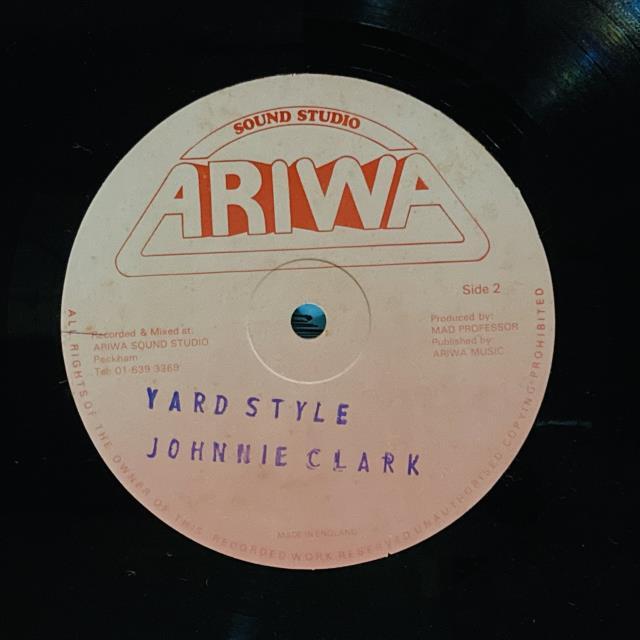 SOUND STUDIO
ARIWA
Side 2
Recorded & Mixed at:
ARIWA SOUND STUDIO
Peckham
Tel: 01-639 3369
Produced by:
MAD PROFESSOR
Published by:
ARIWA MUSIC
YARD STYLE
JOHNNIE CLARK
MADE IN ENGLAND
ALL RIGHTS OF THE OWNER OF THIS RECORDED WORK RESERVED UNAUTHORISED COPYING PROHIBITED